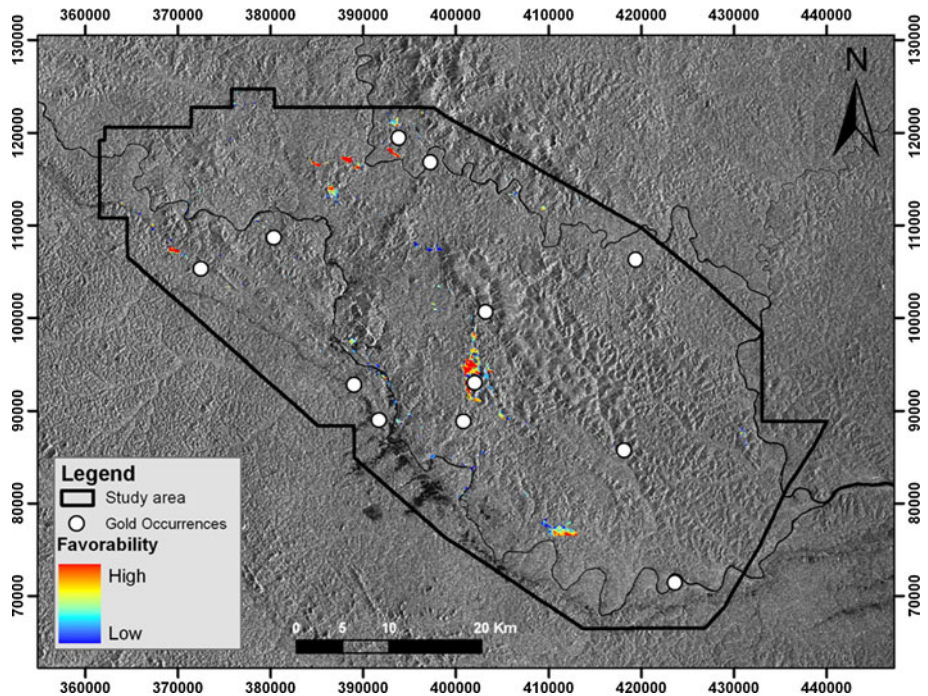 360000 370000 380000 390000 400000 410000 420000 430000 440000
130000 130000
N
120000 120000
110000 110000
100000 100000
90000 90000
80000 80000
70000 70000
Legend
Study area
Gold Occurrences
Favorability
High
Low
0 5 10 20 Km
360000 370000 380000 390000 400000 410000 420000 430000 440000